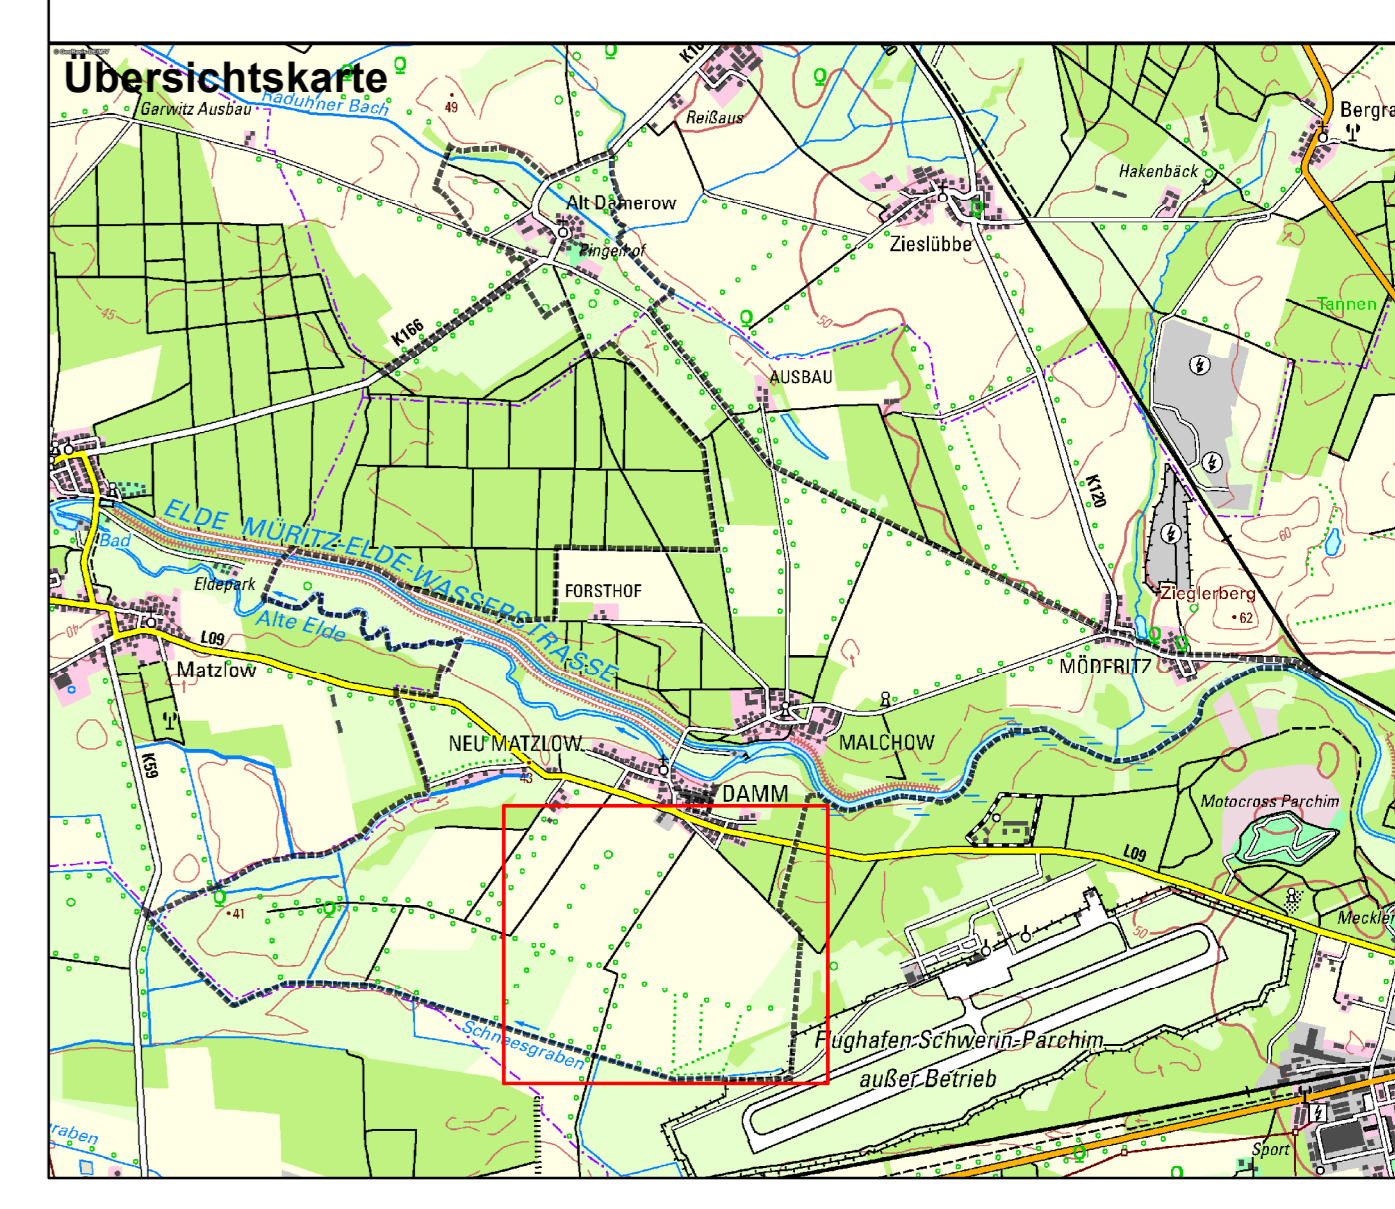 Übersichtskarte
Garwitz Ausbau
Raduhner Bach
49
Reißaus
Bergra
Hakenbäck
Alt Damerow
Pingelhof
Zieslübbe
Tannen
45
K166
50
AUSBAU
K120
60
ELDE MÜRITZ-ELDE-WASSERSTRASSE
Bad
Eldepark
FORSTHOF
Zieglerberg
62
Alte Elde
40
L09
Matzlow
MÖDERITZ
NEU MATZLOW
MALCHOW
K59
43
DAMM
Motocross Parchim
L09
41
50
Meckle
Schneesgraben
Flughafen Schwerin-Parchim
außer Betrieb
raben
Sport